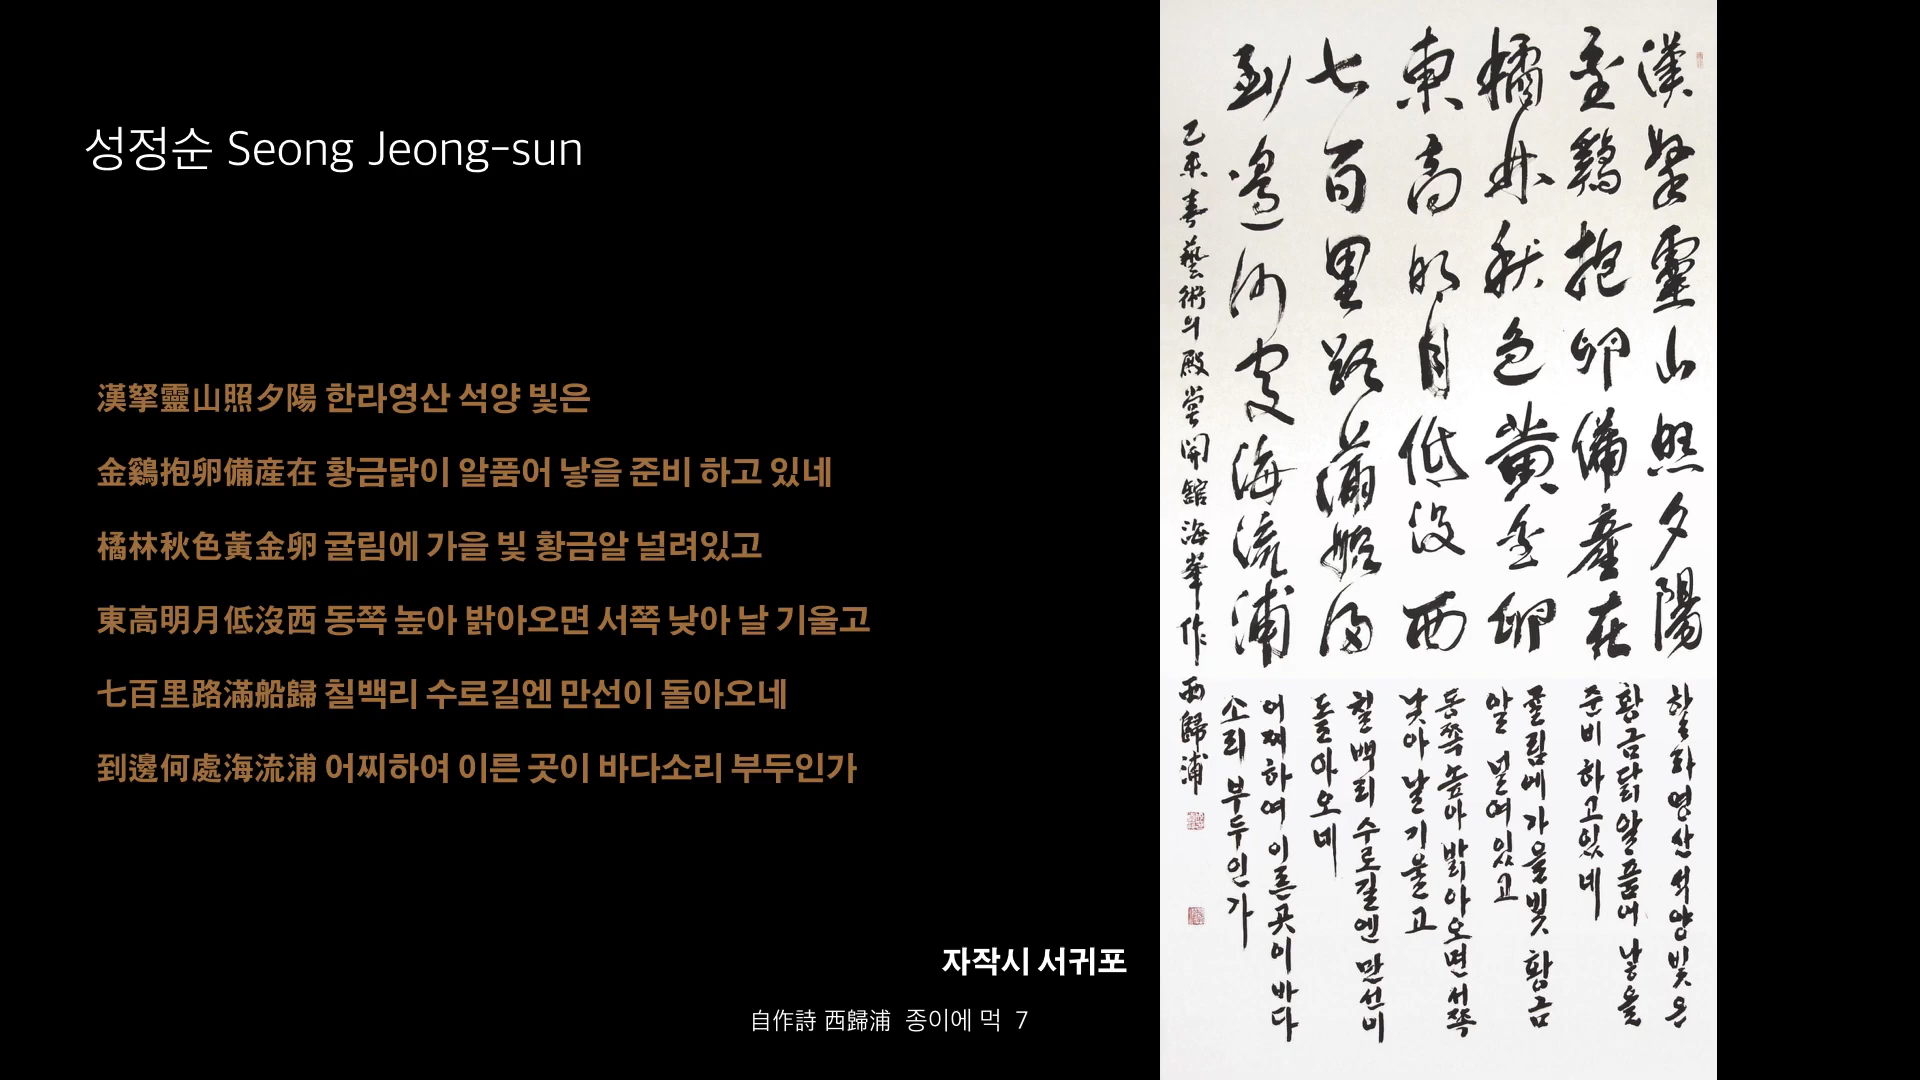 성정순 Seong Jeong-sun
漢拏靈山照夕陽 한라영산 석양 빛은
金鷄抱卵備産在 황금닭이 알품어 낳을 준비 하고 있네
橘林秋色黃金卵 귤림에 가을 빛 황금알 널려있고
東高明月低沒西 동쪽 높아 밝아오면 서쪽 낮아 날 기울고
七百里路滿船歸 칠백리 수로길엔 만선이 돌아오네
到邊何處海流浦 어찌하여 이른 곳이 바다소리 부두인가
자작시 서귀포
自作詩 西歸浦 종이에 먹 7
漢拏靈山照夕陽
金鷄抱卵備産在
橘林秋色黃金卵
東高明月低沒西
七百里路滿船歸
到邊何處海流浦
乙未春藝術의殿堂開舘海峯作 西歸浦
한라영산석양빛은
황금닭알품어낳을
준비하고있네
귤림에가을빛 황금
알 널여있고
동쪽높아밝아오면서쪽
낮아날기울고
칠백리수로길엔만선이
돌아오네
어찌하여이른곳이바다
소리부두인가